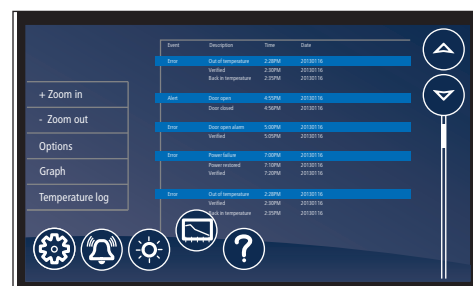 Event Description Time Date
Error Out of temperature 2:28PM 20130116
Verified 2:30PM 20130116
Back in temperature 2:35PM 20130116
Alert Door open 4:55PM 20130116
Door closed 4:56PM 20130116
Error Door open alarm 5:00PM 20130116
Verified 5:05PM 20130116
Error Power failure 7:00PM 20130116
Power restored 7:10PM 20130116
Verified 7:20PM 20130116
Error Out of temperature 2:28PM 20130116
Verified 2:30PM 20130116
Back in temperature 2:35PM 20130116
+ Zoom in
- Zoom out
Options
Graph
Temperature log
?